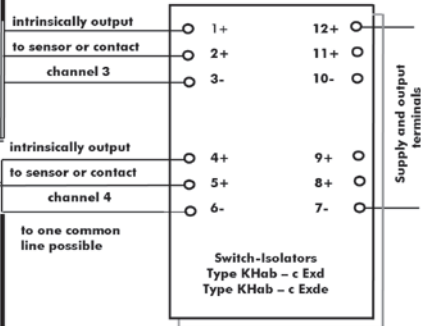 intrinsically output
to sensor or contact
channel 3
1+
2+
3-
12+
11+
10-
intrinsically output
to sensor or contact
channel 4
4+
5+
6-
9+
8+
7-
to one common
line possible
Supply and output
terminals
Switch-Isolators
Type KHab – c Exd
Type KHab – c Exde